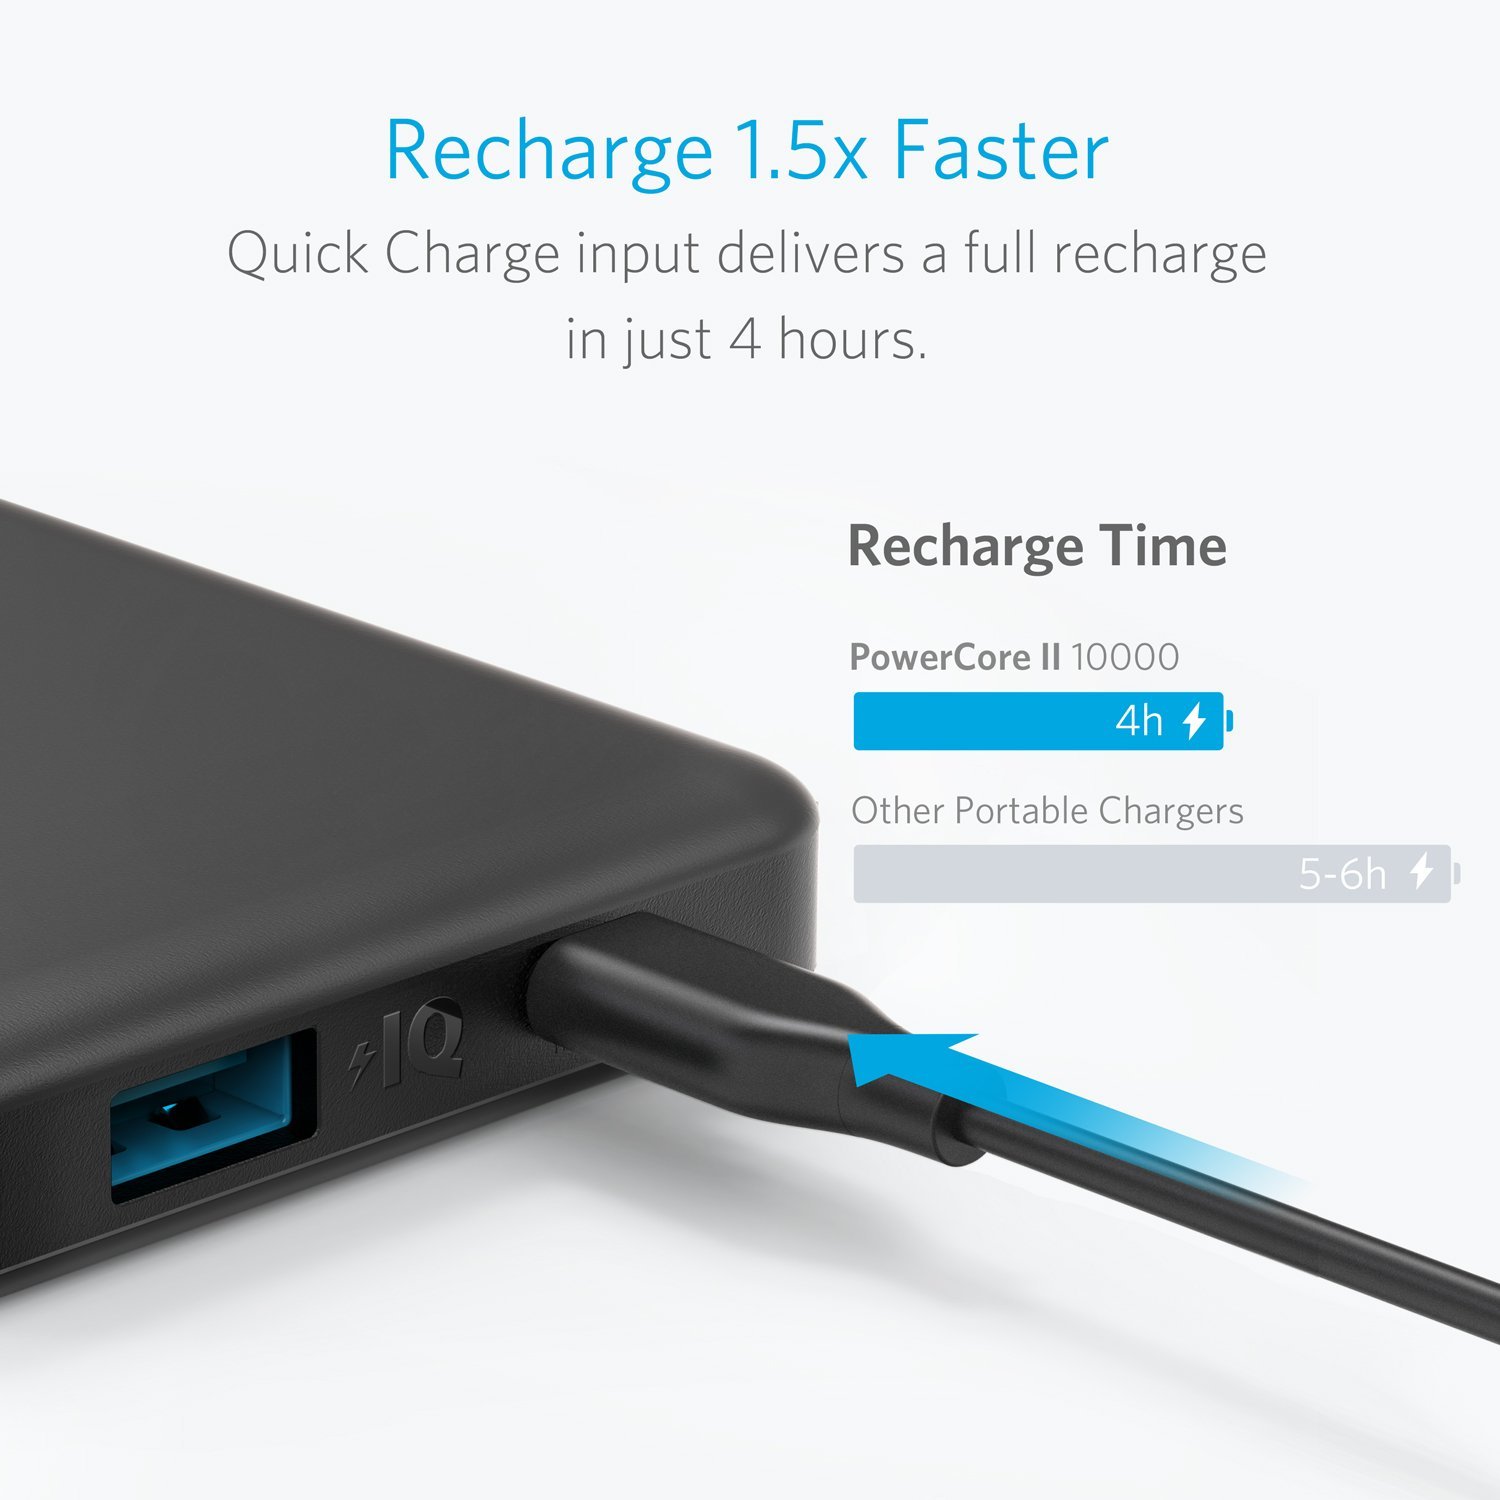 Recharge 1.5x Faster
Quick Charge input delivers a full recharge
in just 4 hours.
Recharge Time
PowerCore II 10000
4h
Other Portable Chargers
5-6h
IQ